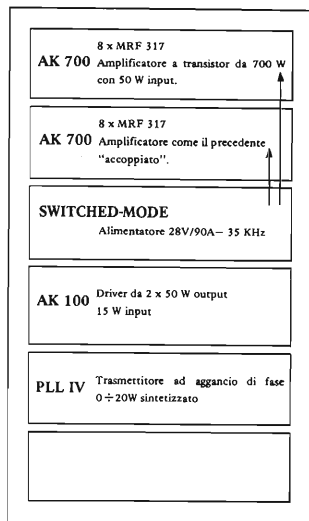 8 x MRF 317
AK 700 Amplificatore a transistor da 700 W
con 50 W input.
8 x MRF 317
AK 700 Amplificatore come il precedente
“accoppiato”.
SWITCHED-MODE
Alimentatore 28V/90A— 35 KHz
AK 100 Driver da 2 x 50 W output
15 W input
PLL IV Trasmettitore ad aggancio di fase
0÷20W sintetizzato